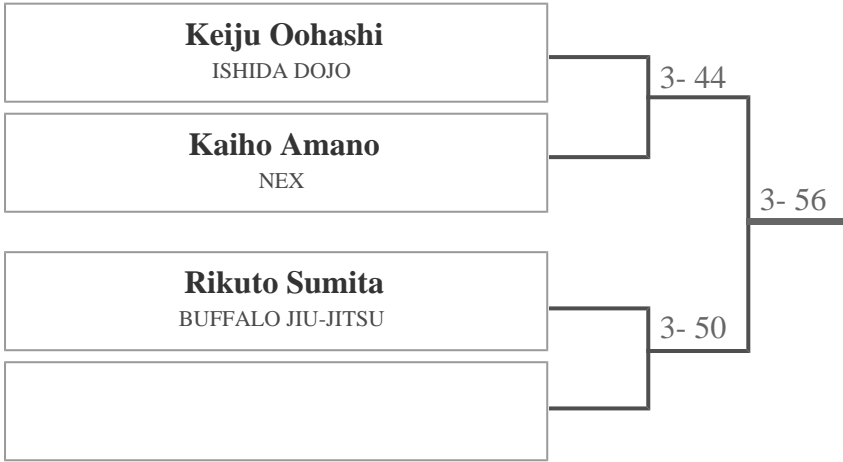 Keiju Oohashi
ISHIDA DOJO
3- 44
Kaiho Amano
NEX
3- 56
Rikuto Sumita
BUFFALO JIU-JITSU
3- 50